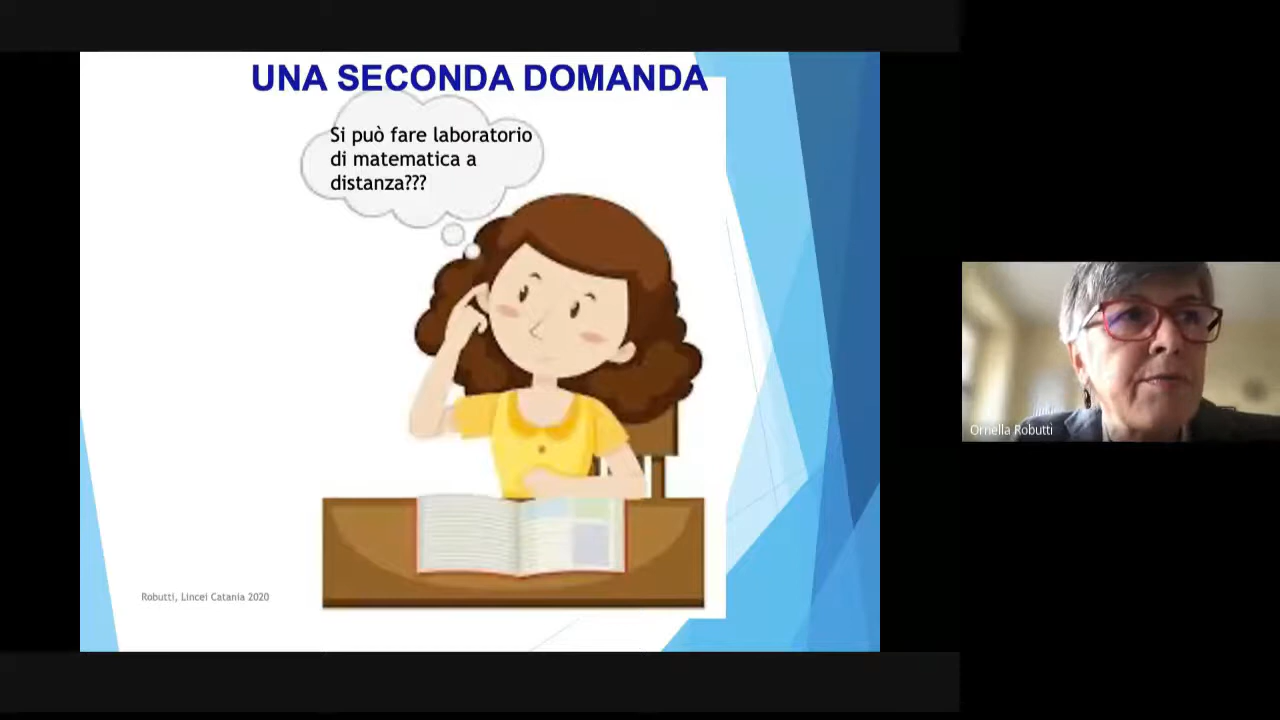 UNA SECONDA DOMANDA
Si può fare laboratorio
di matematica a
distanza???
Robutti, Lincei Catania 2020
Ornella Robutti